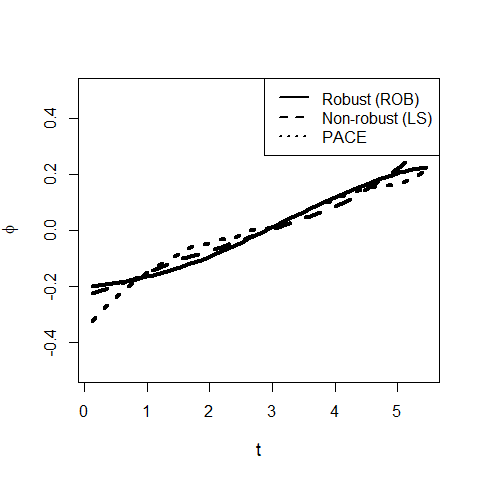 Robust (ROB)
Non-robust (LS)
PACE
0.4
0.2
0.0
-0.2
-0.4
ϕ
0 1 2 3 4 5
t